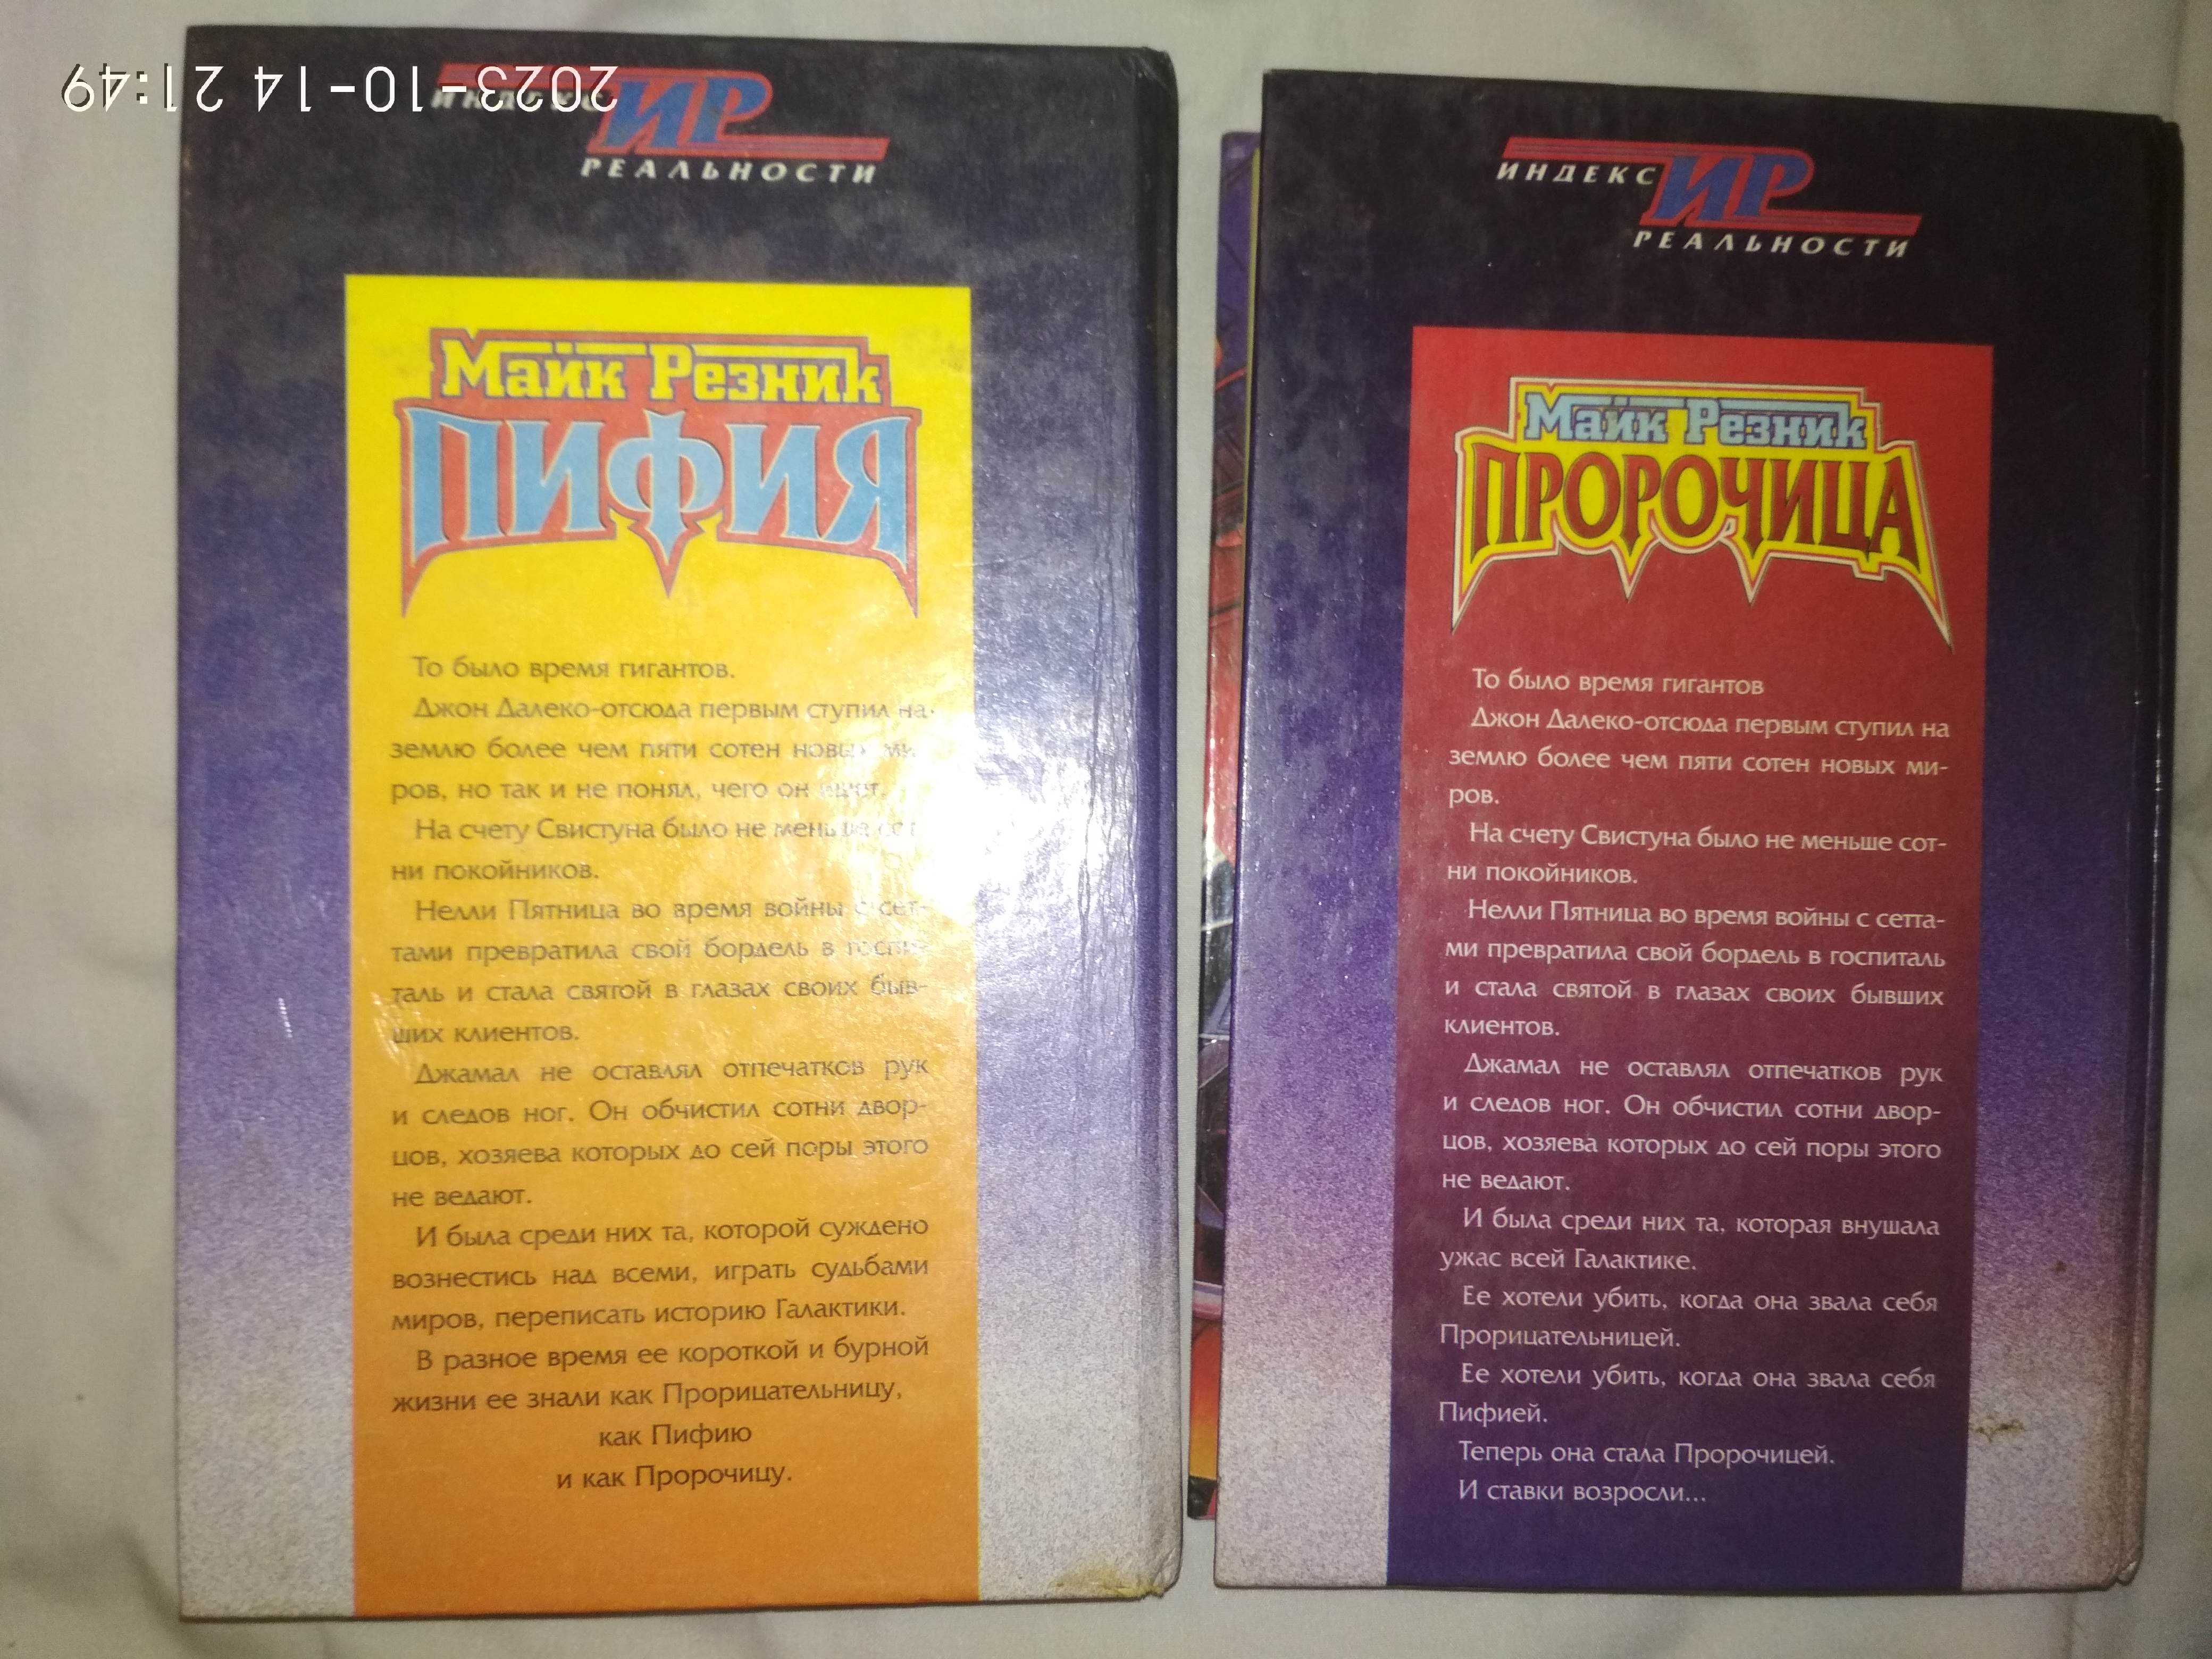 2023-10-14 21:49
ИНДЕКС
ИР
РЕАЛЬНОСТИ
Майк Резник
ПИФИЯ
То было время гигантов.
Джон Далеко-отсюда первым ступил на
землю более чем пяти сотен новых ми-
ров, но так и не понял, чего он ищет.
На счету Свистуна было не меньше сот-
ни покойников.
Нелли Пятница во время войны с сет-
тами превратила свой бордель в госпи-
таль и стала святой в глазах своих быв-
ших клиентов.
Джамал не оставлял отпечатков рук
и следов ног. Он обчистил сотни двор-
цов, хозяева которых до сей поры этого
не ведают.
И была среди них та, которой суждено
вознестись над всеми, играть судьбами
миров, переписать историю Галактики.
В разное время ее короткой и бурной
жизни ее знали как Прорицательницу,
как Пифию
и как Пророчицу.
ИНДЕКС
ИР
РЕАЛЬНОСТИ
Майк Резник
ПРОРОЧИЦА
То было время гигантов
Джон Далеко-отсюда первым ступил на
землю более чем пяти сотен новых ми-
ров.
На счету Свистуна было не меньше сот-
ни покойников.
Нелли Пятница во время войны с сетта-
ми превратила свой бордель в госпиталь
и стала святой в глазах своих бывших
клиентов.
Джамал не оставлял отпечатков рук
и следов ног. Он обчистил сотни двор-
цов, хозяева которых до сей поры этого
не ведают.
И была среди них та, которая внушала
ужас всей Галактике.
Ее хотели убить, когда она звала себя
Прорицательницей.
Ее хотели убить, когда она звала себя
Пифией.
Теперь она стала Пророчицей.
И ставки возросли...